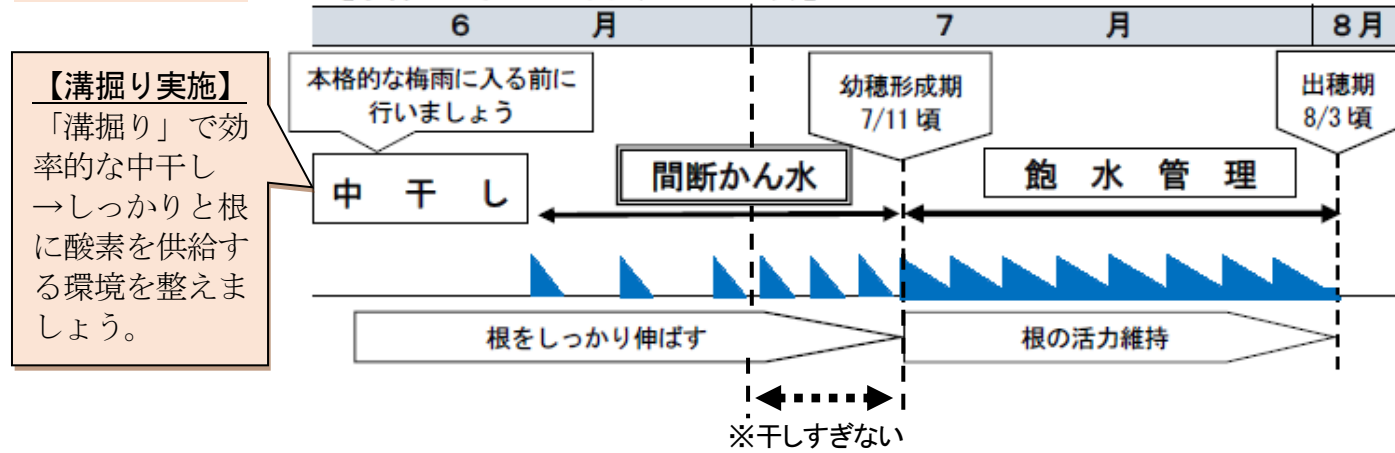 6 月 7 月 8月
【溝掘り実施】
「溝掘り」で効
率的な中干し
→しっかりと根
に酸素を供給す
る環境を整えま
しょう。
本格的な梅雨に入る前に
行いましょう
幼穂形成期
7/11 頃
出穂期
8/3 頃
中 干 し
間断かん水
飽 水 管 理
根をしっかり伸ばす
根の活力維持
※干しすぎない